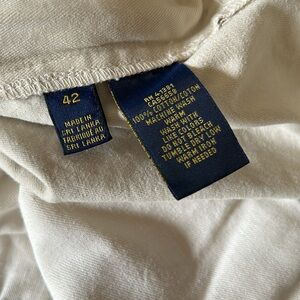 42
MADE IN
SRI LANKA
FABRIQUÉ AU
SRI LANKA
RN 41381
CA56658
100% COTTON/COTON
MACHINE WASH
WARM
WASH WITH
LIKE COLORS
DO NOT BLEACH
TUMBLE DRY LOW
WARM IRON
IF NEEDED